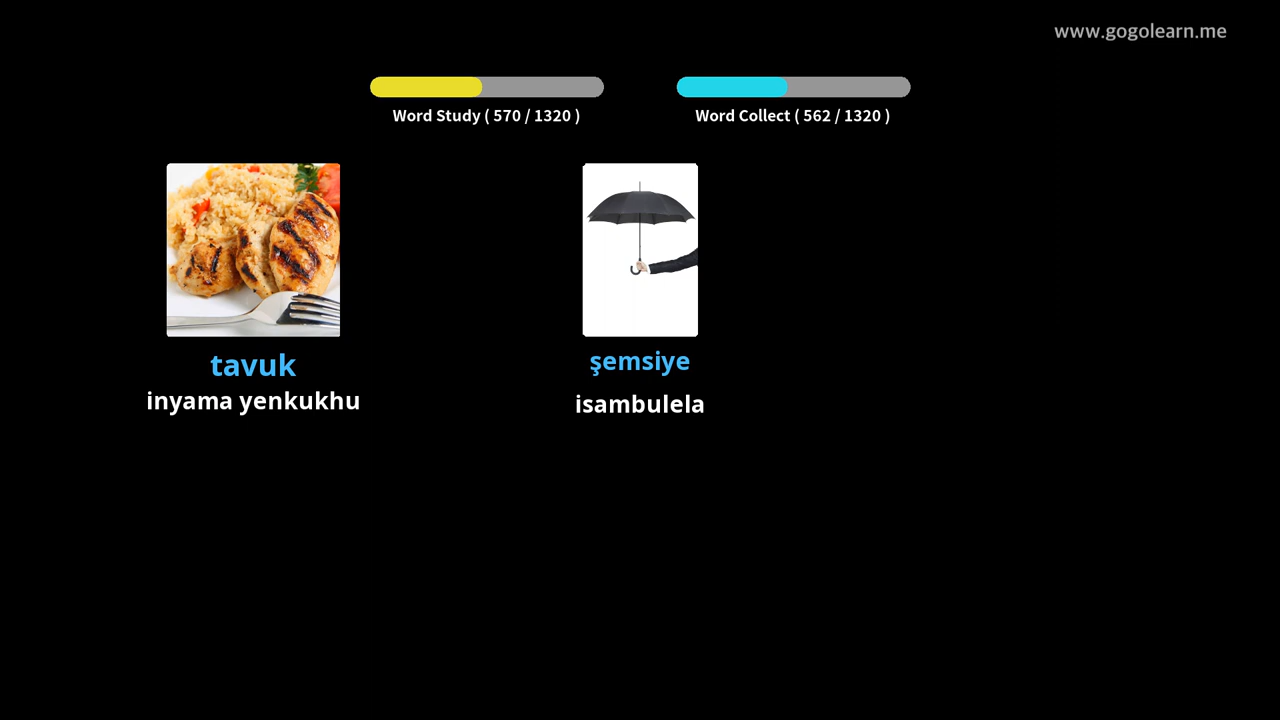 www.gogolearn.me
Word Study ( 570 / 1320 )
Word Collect ( 562 / 1320 )
tavuk
inyama yenkukhu
şemsiye
isambulela